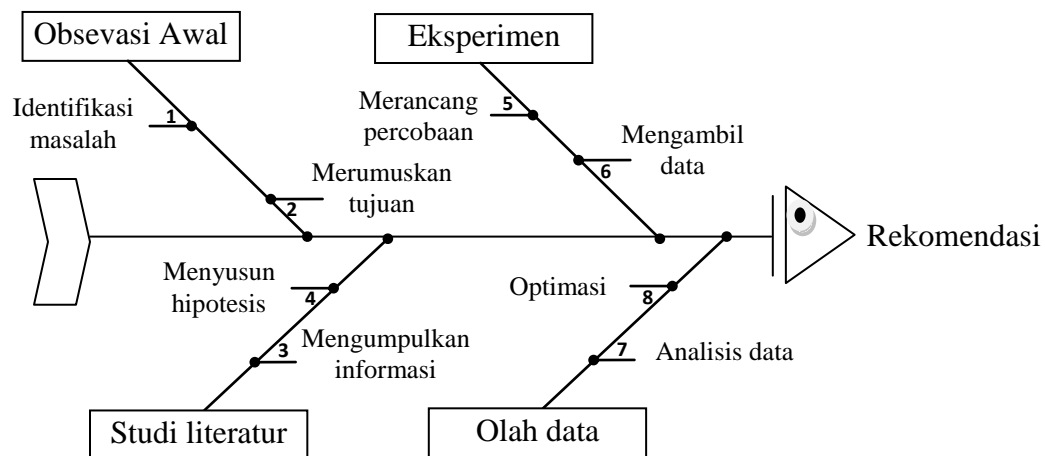 Obsevasi Awal
Eksperimen
Identifikasi
masalah
1
Merumuskan
tujuan
2
Merancang
percobaan
5
Mengambil
data
6
Rekomendasi
Menyusun
hipotesis
4
Mengumpulkan
informasi
3
Optimasi
8
Analisis data
7
Studi literatur
Olah data